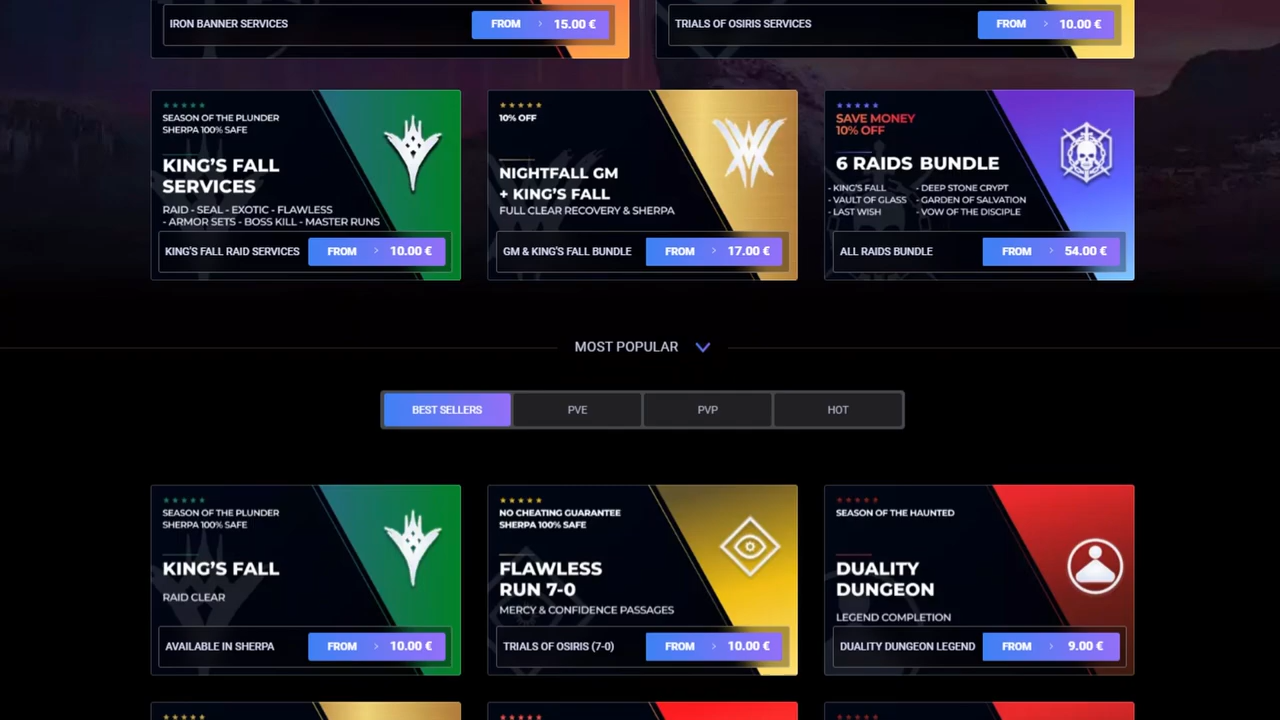 IRON BANNER SERVICES
FROM > 15.00 €
TRIALS OF OSIRIS SERVICES
FROM > 10.00 €
SEASON OF THE PLUNDER
SHERPA 100% SAFE
KING'S FALL
SERVICES
RAID - SEAL - EXOTIC - FLAWLESS
- ARMOR SETS - BOSS KILL - MASTER RUNS
KING'S FALL RAID SERVICES
FROM > 10.00 €
10% OFF
NIGHTFALL GM
+ KING'S FALL
FULL CLEAR RECOVERY & SHERPA
GM & KING'S FALL BUNDLE
FROM > 17.00 €
SAVE MONEY
10% OFF
6 RAIDS BUNDLE
- KING'S FALL
- VAULT OF GLASS
- LAST WISH
- DEEP STONE CRYPT
- GARDEN OF SALVATION
- VOW OF THE DISCIPLE
ALL RAIDS BUNDLE
FROM > 54.00 €
MOST POPULAR
BEST SELLERS
PVE
PVP
HOT
SEASON OF THE PLUNDER
SHERPA 100% SAFE
KING'S FALL
RAID CLEAR
AVAILABLE IN SHERPA
FROM > 10.00 €
NO CHEATING GUARANTEE
SHERPA 100% SAFE
FLAWLESS
RUN 7-0
MERCY & CONFIDENCE PASSAGES
TRIALS OF OSIRIS (7-0)
FROM > 10.00 €
SEASON OF THE HAUNTED
DUALITY
DUNGEON
LEGEND COMPLETION
DUALITY DUNGEON LEGEND
FROM > 9.00 €